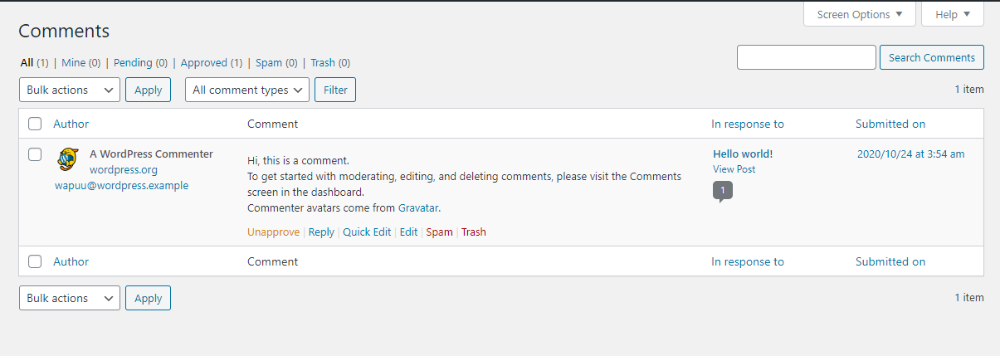 Screen Options ▼ Help ▼
Comments
All (1) | Mine (0) | Pending (0) | Approved (1) | Spam (0) | Trash (0)
Search Comments
Bulk actions Apply All comment types Filter 1 item
Author Comment In response to Submitted on
A WordPress Commenter Hello world! 2020/10/24 at 3:54 am
Hi, this is a comment.
wordpress.org View Post
To get started with moderating, editing, and deleting comments, please visit the Comments
wapuu@wordpress.example 1
screen in the dashboard.
Commenter avatars come from Gravatar.
Unapprove | Reply | Quick Edit | Edit | Spam | Trash
Author Comment In response to Submitted on
Bulk actions Apply 1 item